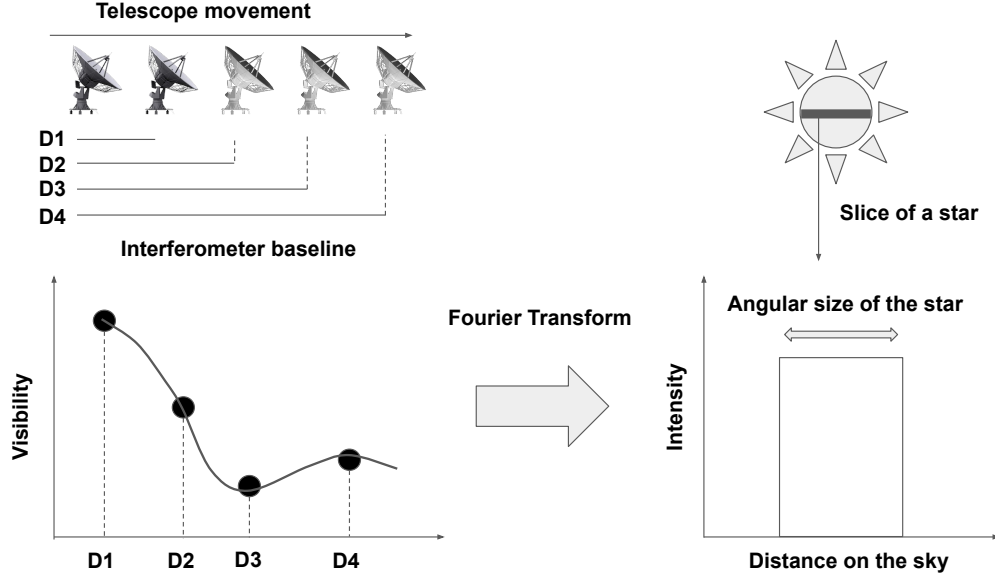 Telescope movement
D1
D2
D3
D4
Interferometer baseline
Slice of a star
Visibility
D1
D2
D3
D4
Fourier Transform
Angular size of the star
Intensity
Distance on the sky